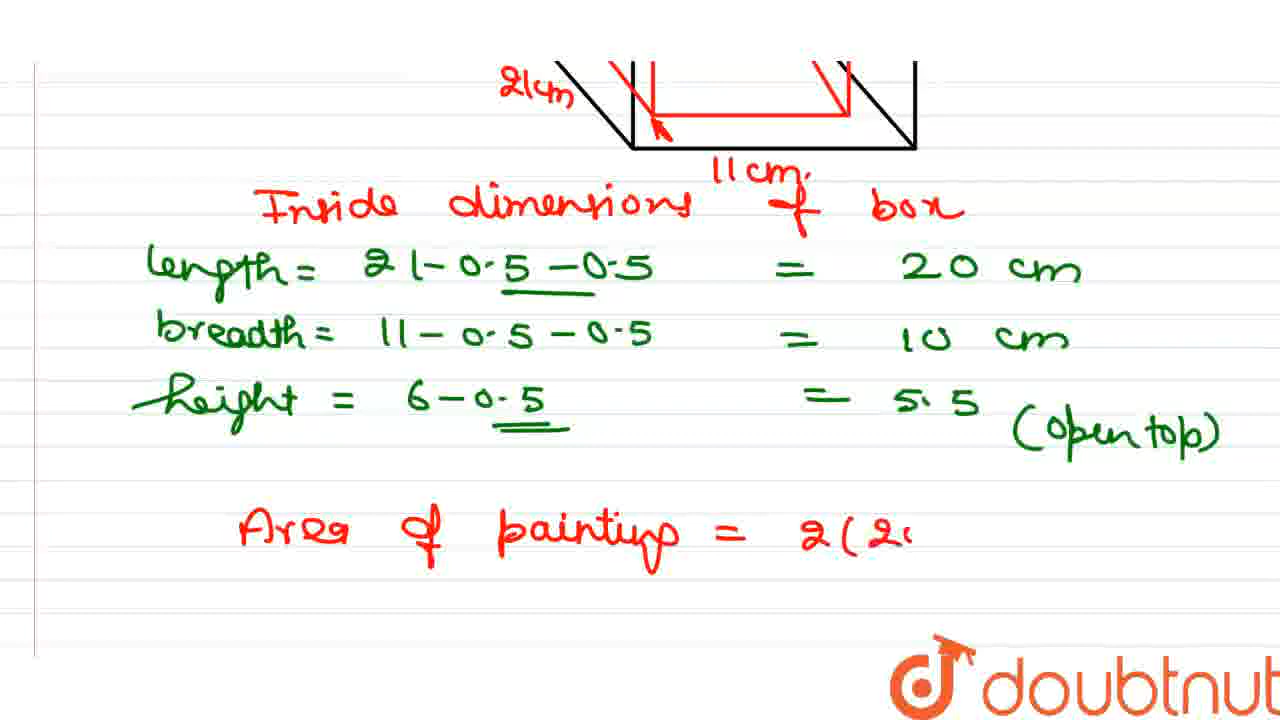 21cm
11cm.
Inside dimensions of box
length = 21-0.5-0.5 = 20 cm
breadth = 11-0.5-0.5 = 10 cm
height = 6-0.5 = 5.5 (open top)
Area of painting = 2(20
doubtnut